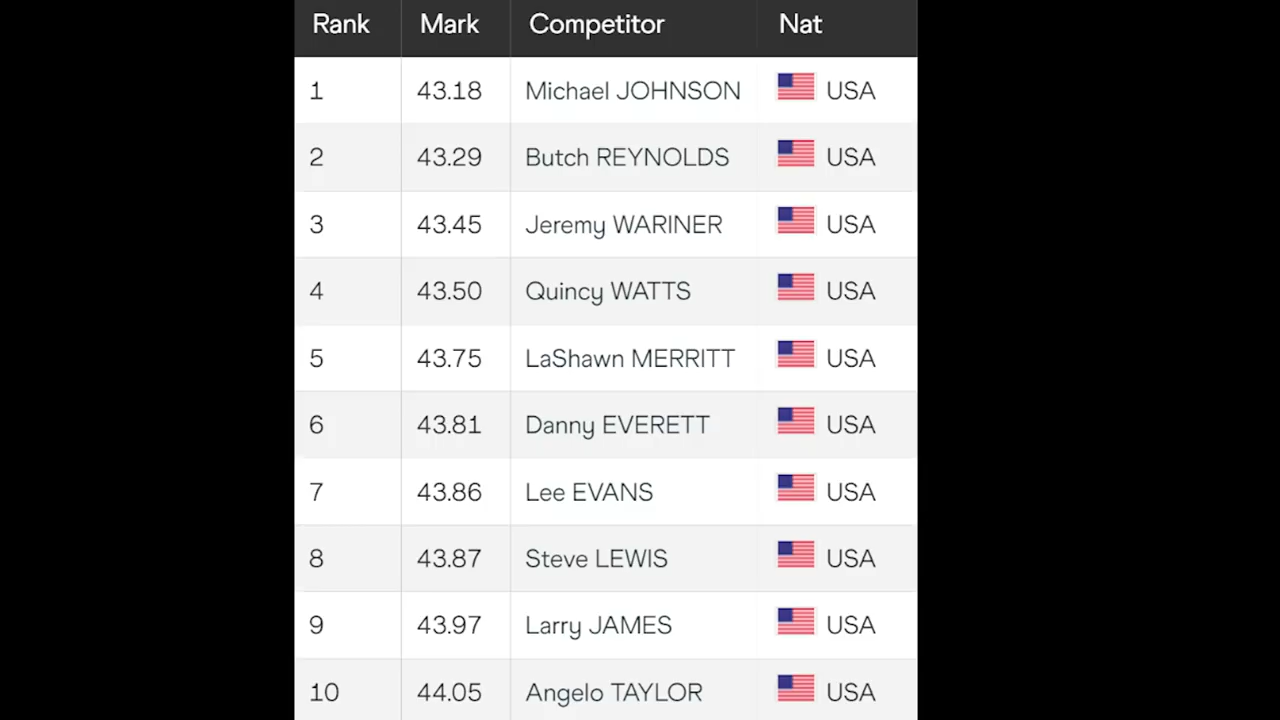 Rank Mark Competitor Nat
1 43.18 Michael JOHNSON USA
2 43.29 Butch REYNOLDS USA
3 43.45 Jeremy WARINER USA
4 43.50 Quincy WATTS USA
5 43.75 LaShawn MERRITT USA
6 43.81 Danny EVERETT USA
7 43.86 Lee EVANS USA
8 43.87 Steve LEWIS USA
9 43.97 Larry JAMES USA
10 44.05 Angelo TAYLOR USA